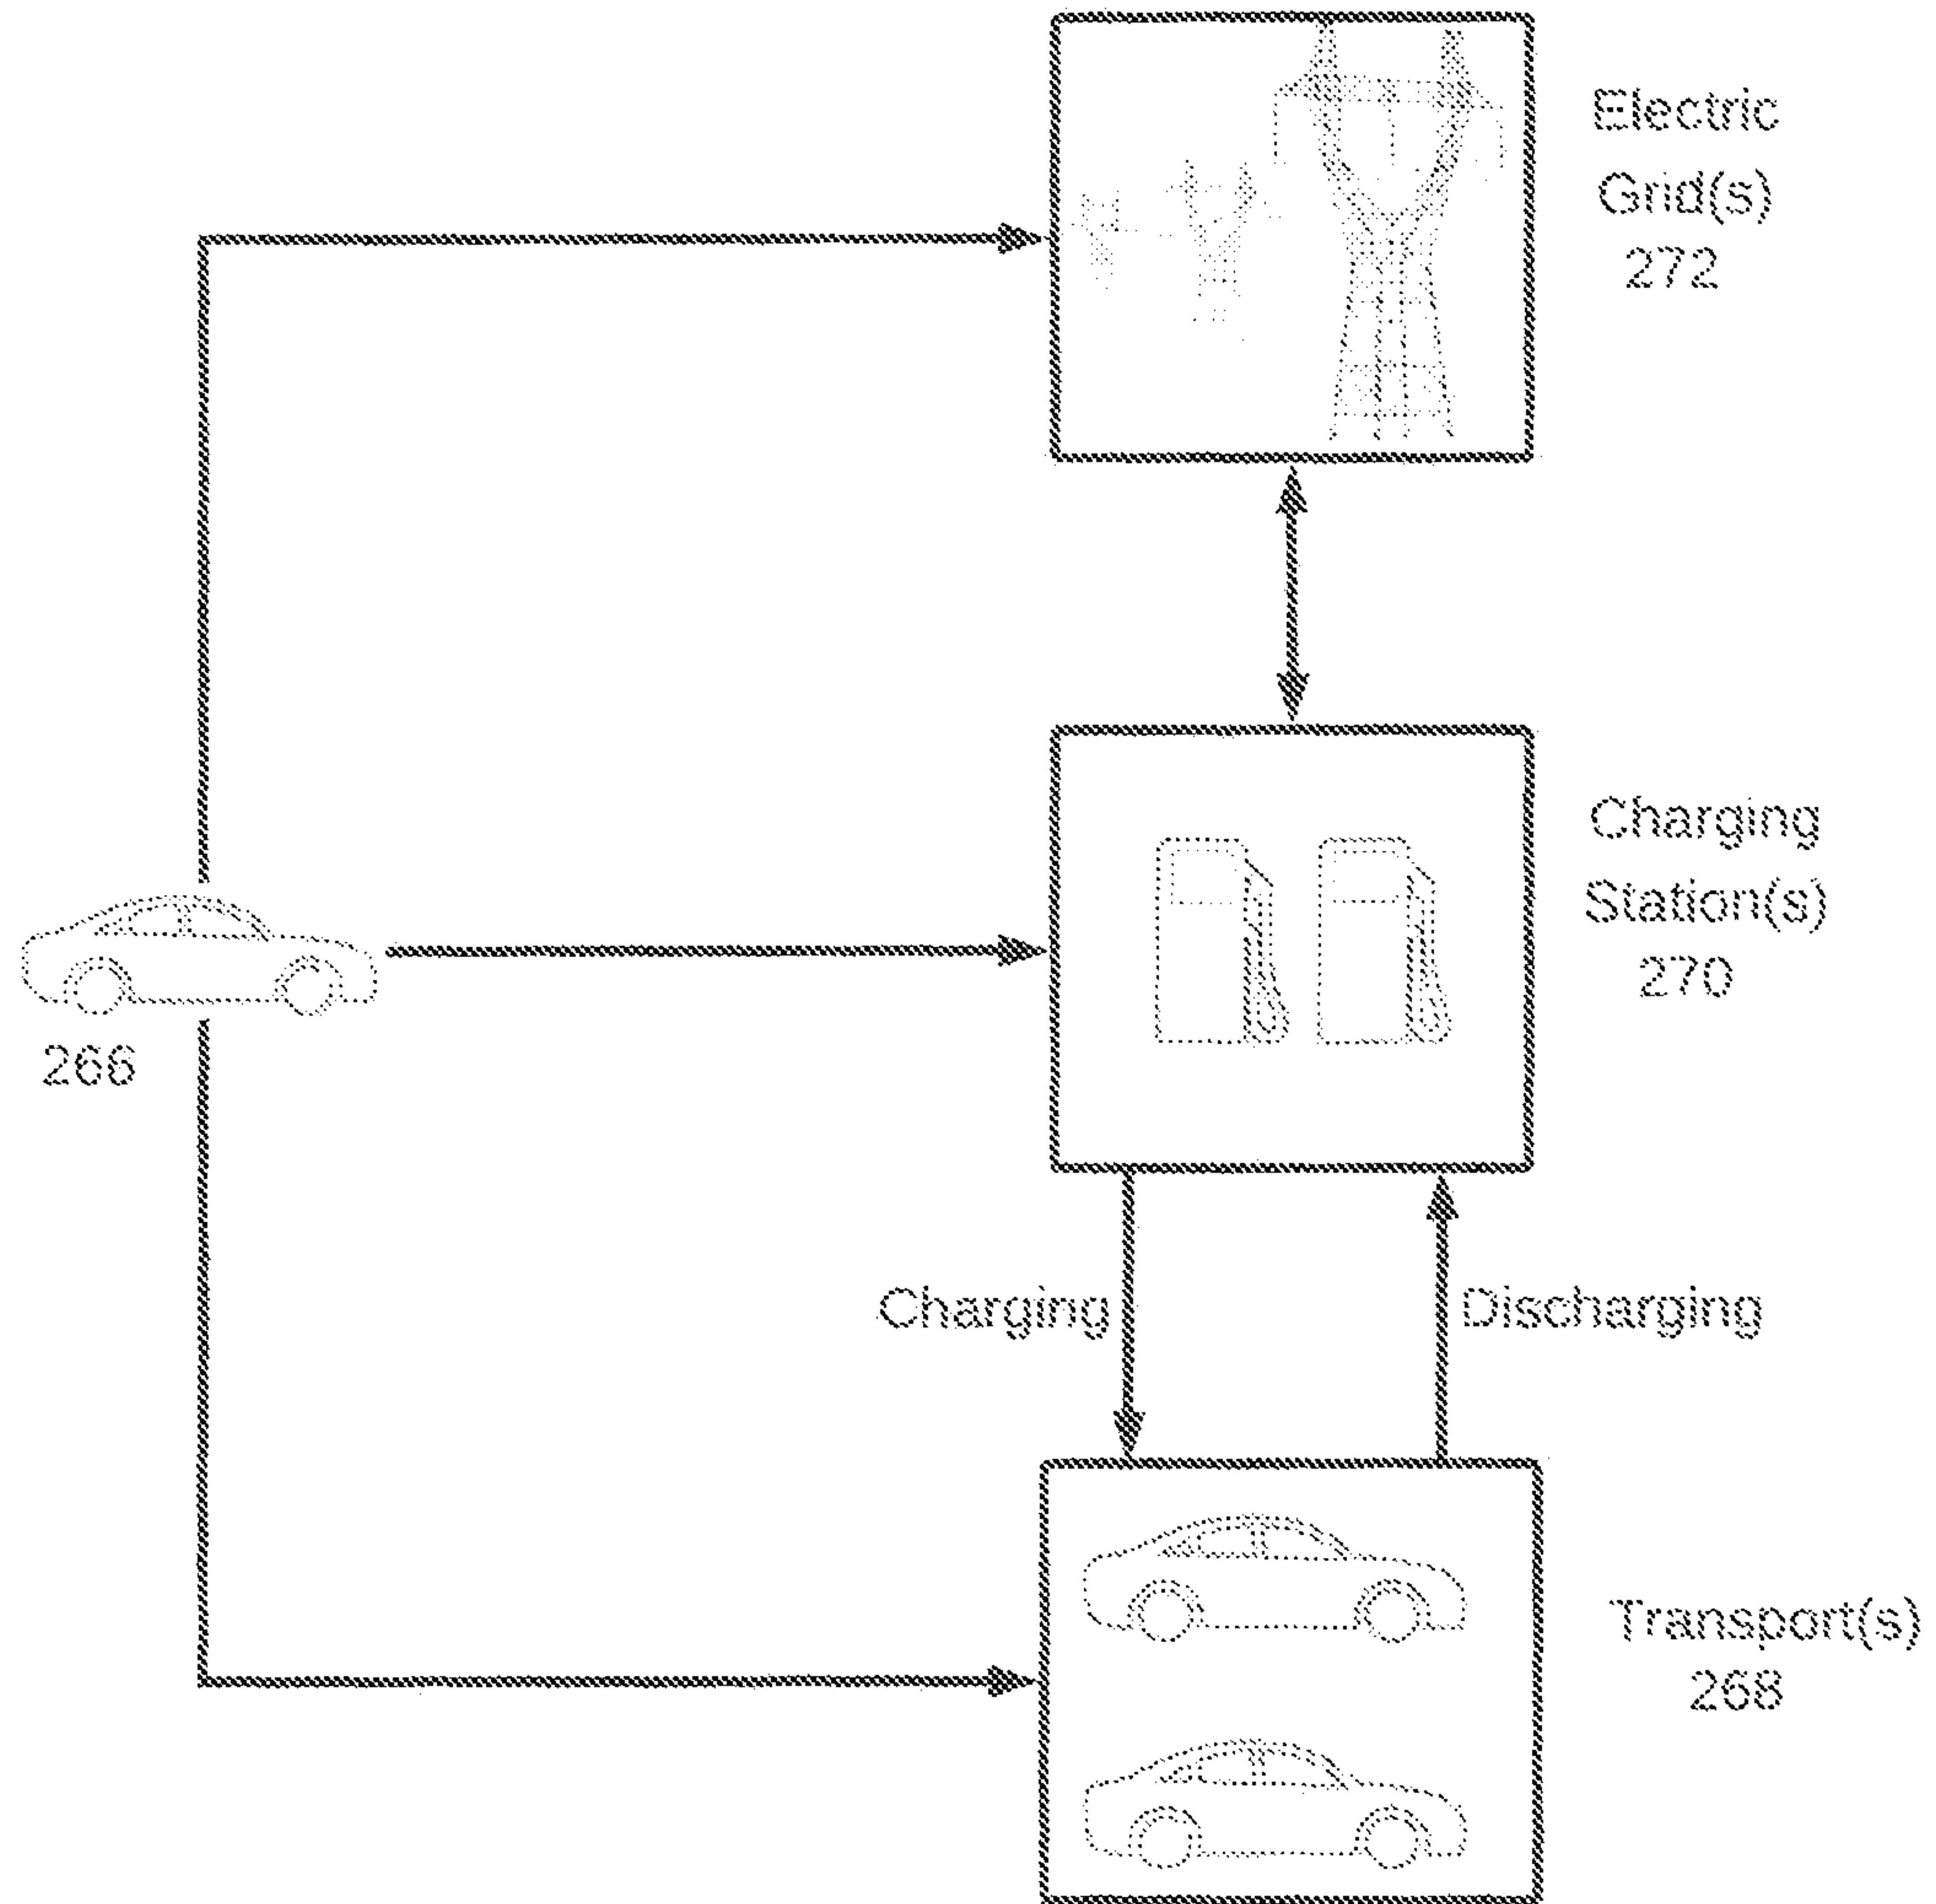 Electric
Grid(s)
272
Charging
Station(s)
270
266
Charging
Discharging
Transport(s)
268